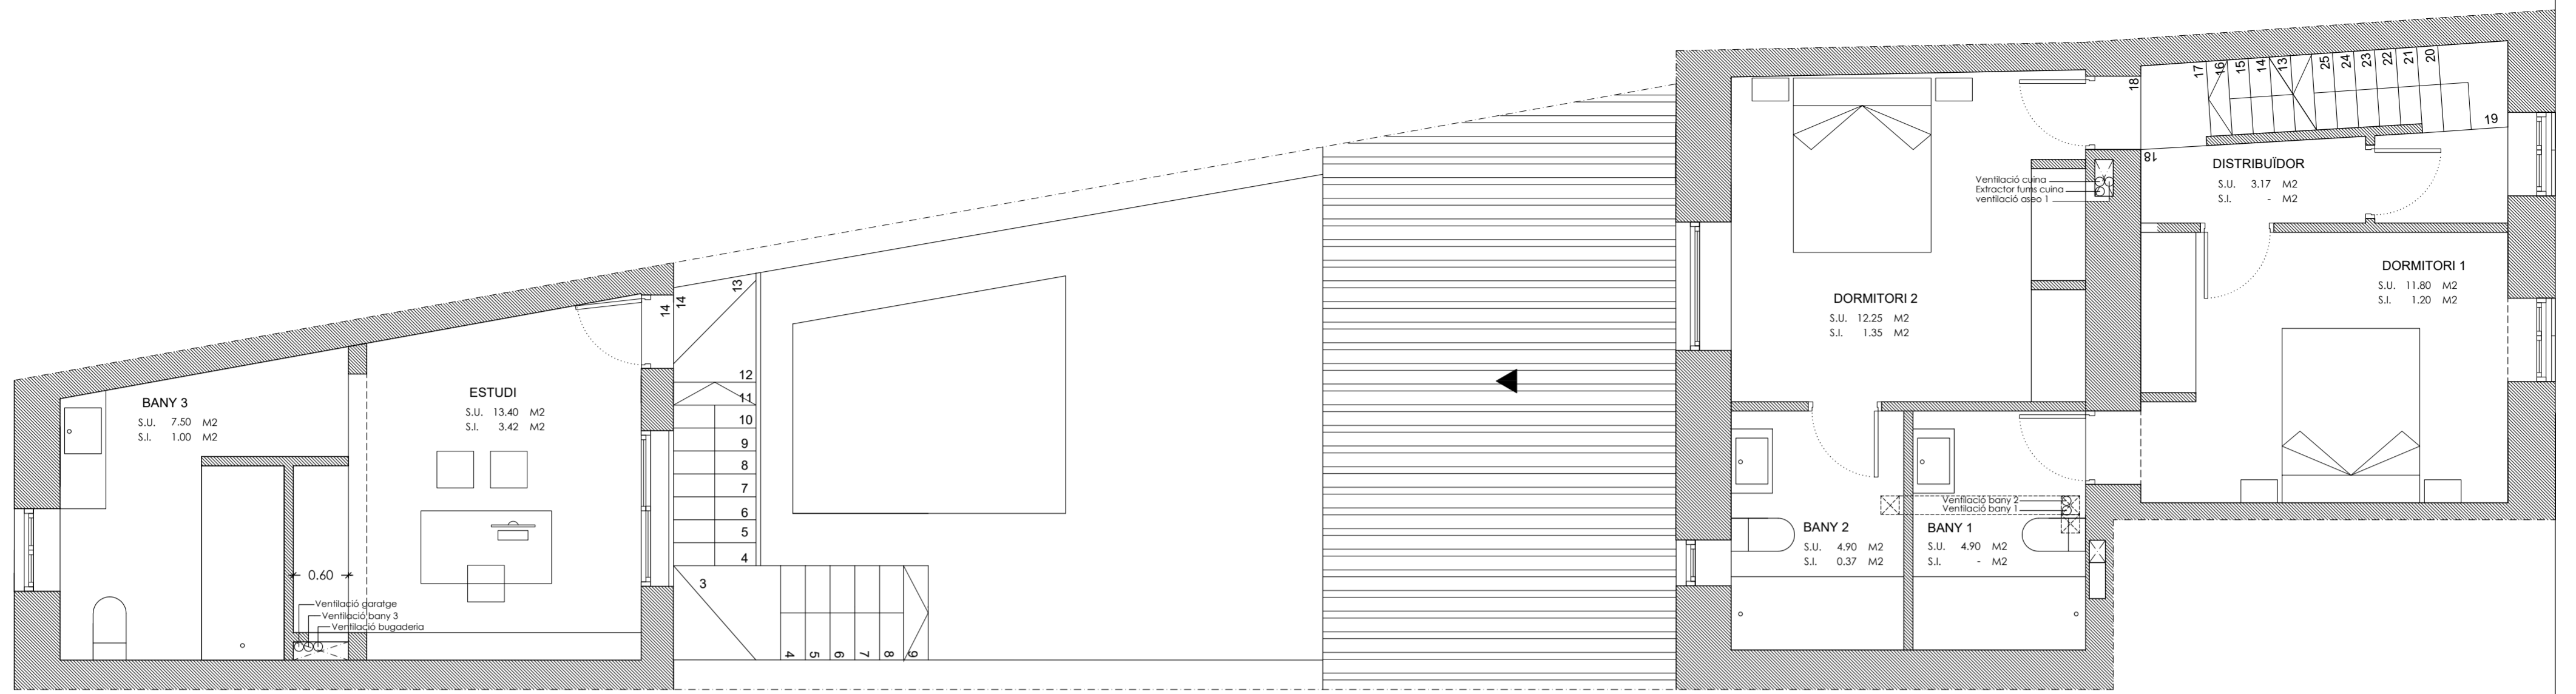 BANY 3
S.U. 7.50 M2
S.I. 1.00 M2
ESTUDI
S.U. 13.40 M2
S.I. 3.42 M2
0.60
Ventilació garatge
Ventilació bany 3
Ventilació bugaderia
14
14
13
12
11
10
9
8
7
6
5
4
3
4
5
6
7
8
9
DORMITORI 2
S.U. 12.25 M2
S.I. 1.35 M2
Ventilació cuina
Extractor fums cuina
ventilació aseo 1
BANY 2
S.U. 4.90 M2
S.I. 0.37 M2
BANY 1
S.U. 4.90 M2
S.I. - M2
Ventilació bany 2
Ventilació bany 1
18
17
16
15
14
13
25
24
23
22
21
20
19
18
DISTRIBUÏDOR
S.U. 3.17 M2
S.I. - M2
DORMITORI 1
S.U. 11.80 M2
S.I. 1.20 M2